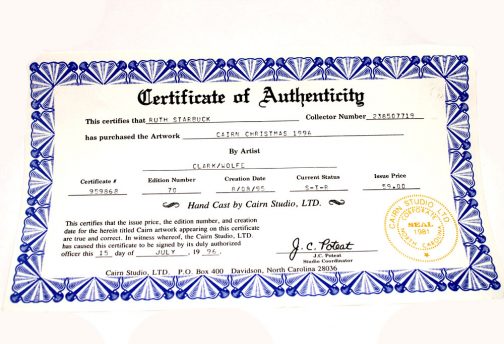 Certificate of Authenticity
This certifies that RUTH STARBUCK Collector Number 238507719
has purchased the Artwork CAIRN CHRISTMAS 1996
By Artist
CLARK/WOLFE
Certificate # Edition Number Creation Date Current Status Issue Price
959868 70 8/08/95 S-T-R 59.00
Hand Cast by Cairn Studio, LTD.
This certifies that the issue price, the edition number, and creation
date for the herein titled Cairn artwork appearing on this certificate
are true and correct. In witness whereof, the Cairn Studio, LTD.
has caused this certificate to be signed by its duly authorized
officer this 15 day of JULY , 19 96.
J.C. Poteat
J.C. Poteat
Studio Coordinator
Cairn Studio, LTD. P.O. Box 400 Davidson, North Carolina 28036
CAIRN STUDIO LTD.
CORPORATE
SEAL
1981
NORTH CAROLINA